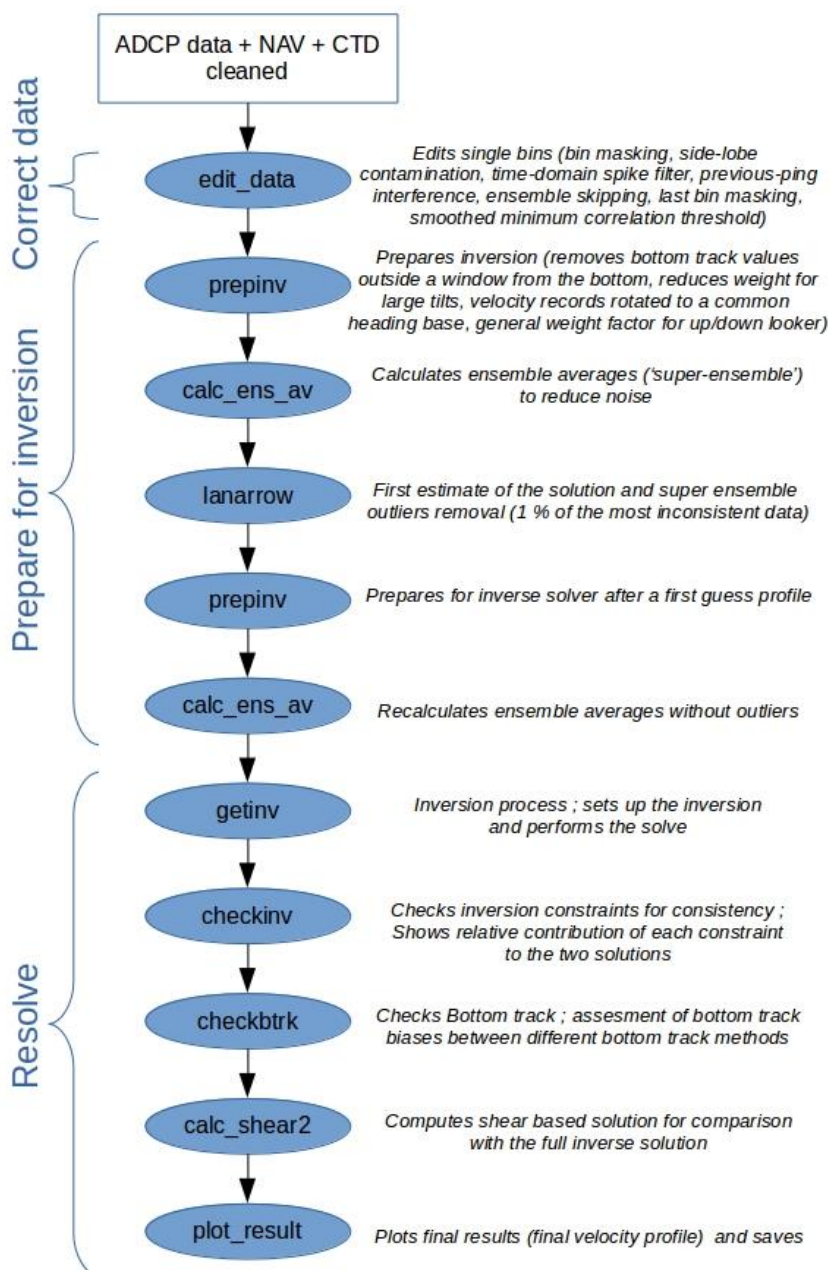 ADCP data + NAV + CTD
cleaned
Correct data
edit_data
Edits single bins (bin masking, side-lobe
contamination, time-domain spike filter, previous-ping
interference, ensemble skipping, last bin masking,
smoothed minimum correlation threshold)
Prepare for inversion
prepinv
Prepares inversion (removes bottom track values
outside a window from the bottom, reduces weight for
large tilts, velocity records rotated to a common
heading base, general weight factor for up/down looker)
calc_ens_av
Calculates ensemble averages (‘super-ensemble’)
to reduce noise
lanarrow
First estimate of the solution and super ensemble
outliers removal (1 % of the most inconsistent data)
prepinv
Prepares for inverse solver after a first guess profile
calc_ens_av
Recalculates ensemble averages without outliers
Resolve
getinv
Inversion process ; sets up the inversion
and performs the solve
checkinv
Checks inversion constraints for consistency ;
Shows relative contribution of each constraint
to the two solutions
checkbtrk
Checks Bottom track ; assesment of bottom track
biases between different bottom track methods
calc_shear2
Computes shear based solution for comparison
with the full inverse solution
plot_result
Plots final results (final velocity profile) and saves